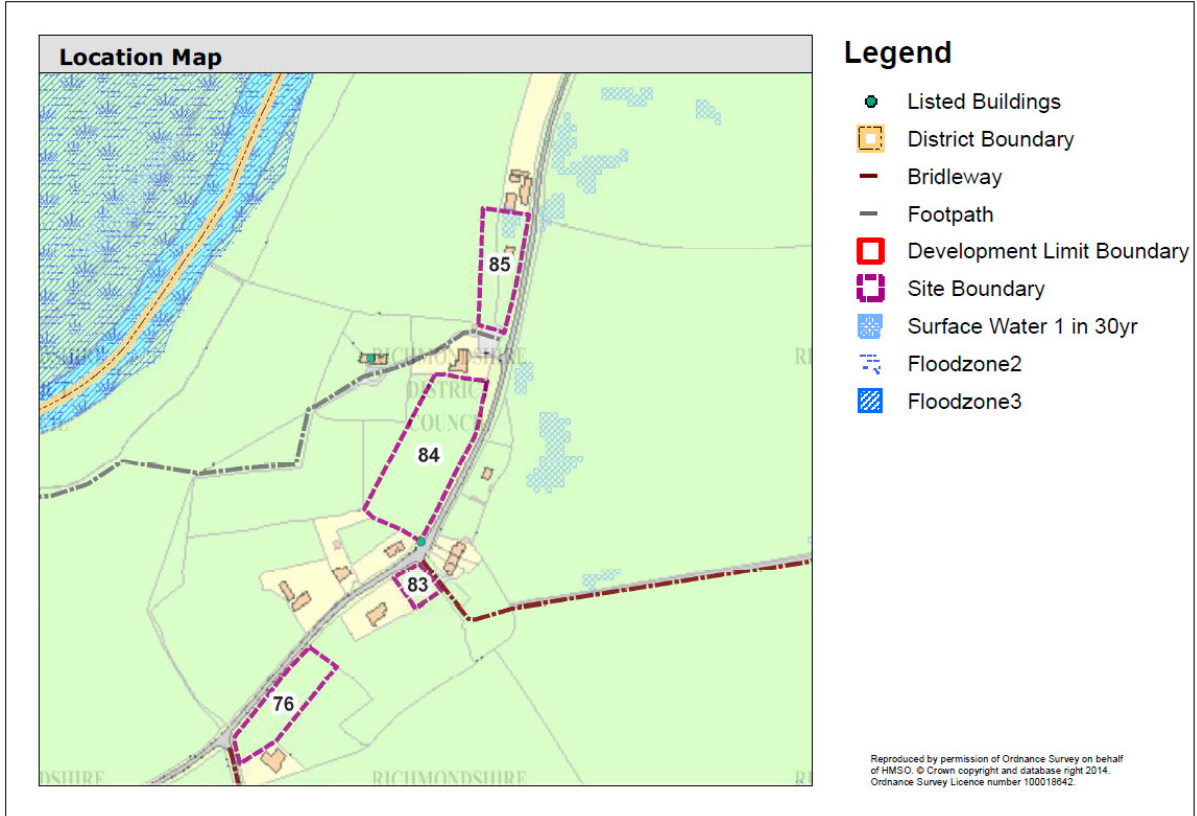 Location Map
85
RICHMONDSHIRE
DISTRICT
COUNCIL
84
83
76
DSHIRE
RICHMONDSHIRE
Legend
Listed Buildings
District Boundary
Bridleway
Footpath
Development Limit Boundary
Site Boundary
Surface Water 1 in 30yr
Floodzone2
Floodzone3
Reproduced by permission of Ordnance Survey on behalf
of HMSO. © Crown copyright and database right 2014.
Ordnance Survey Licence number 100018642.